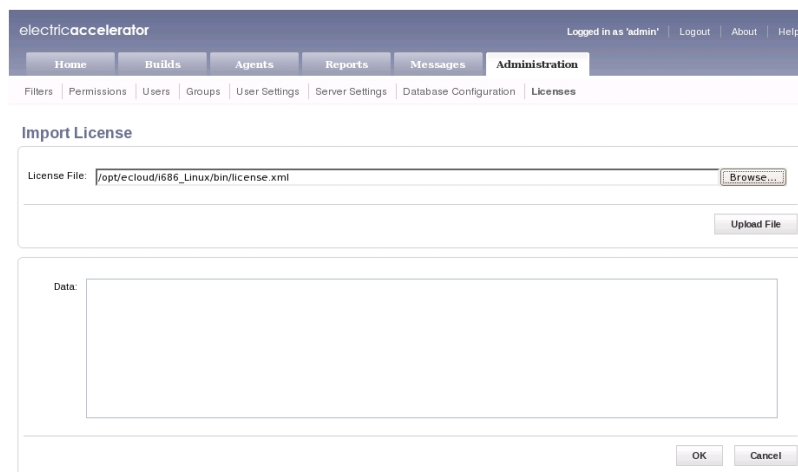 electricaccelerator
Logged in as 'admin' Logout About Help
Home Builds Agents Reports Messages Administration
Filters Permissions Users Groups User Settings Server Settings Database Configuration Licenses
Import License
License File: /opt/ecloud/i686_Linux/bin/license.xml Browse...
Upload File
Data:
OK Cancel